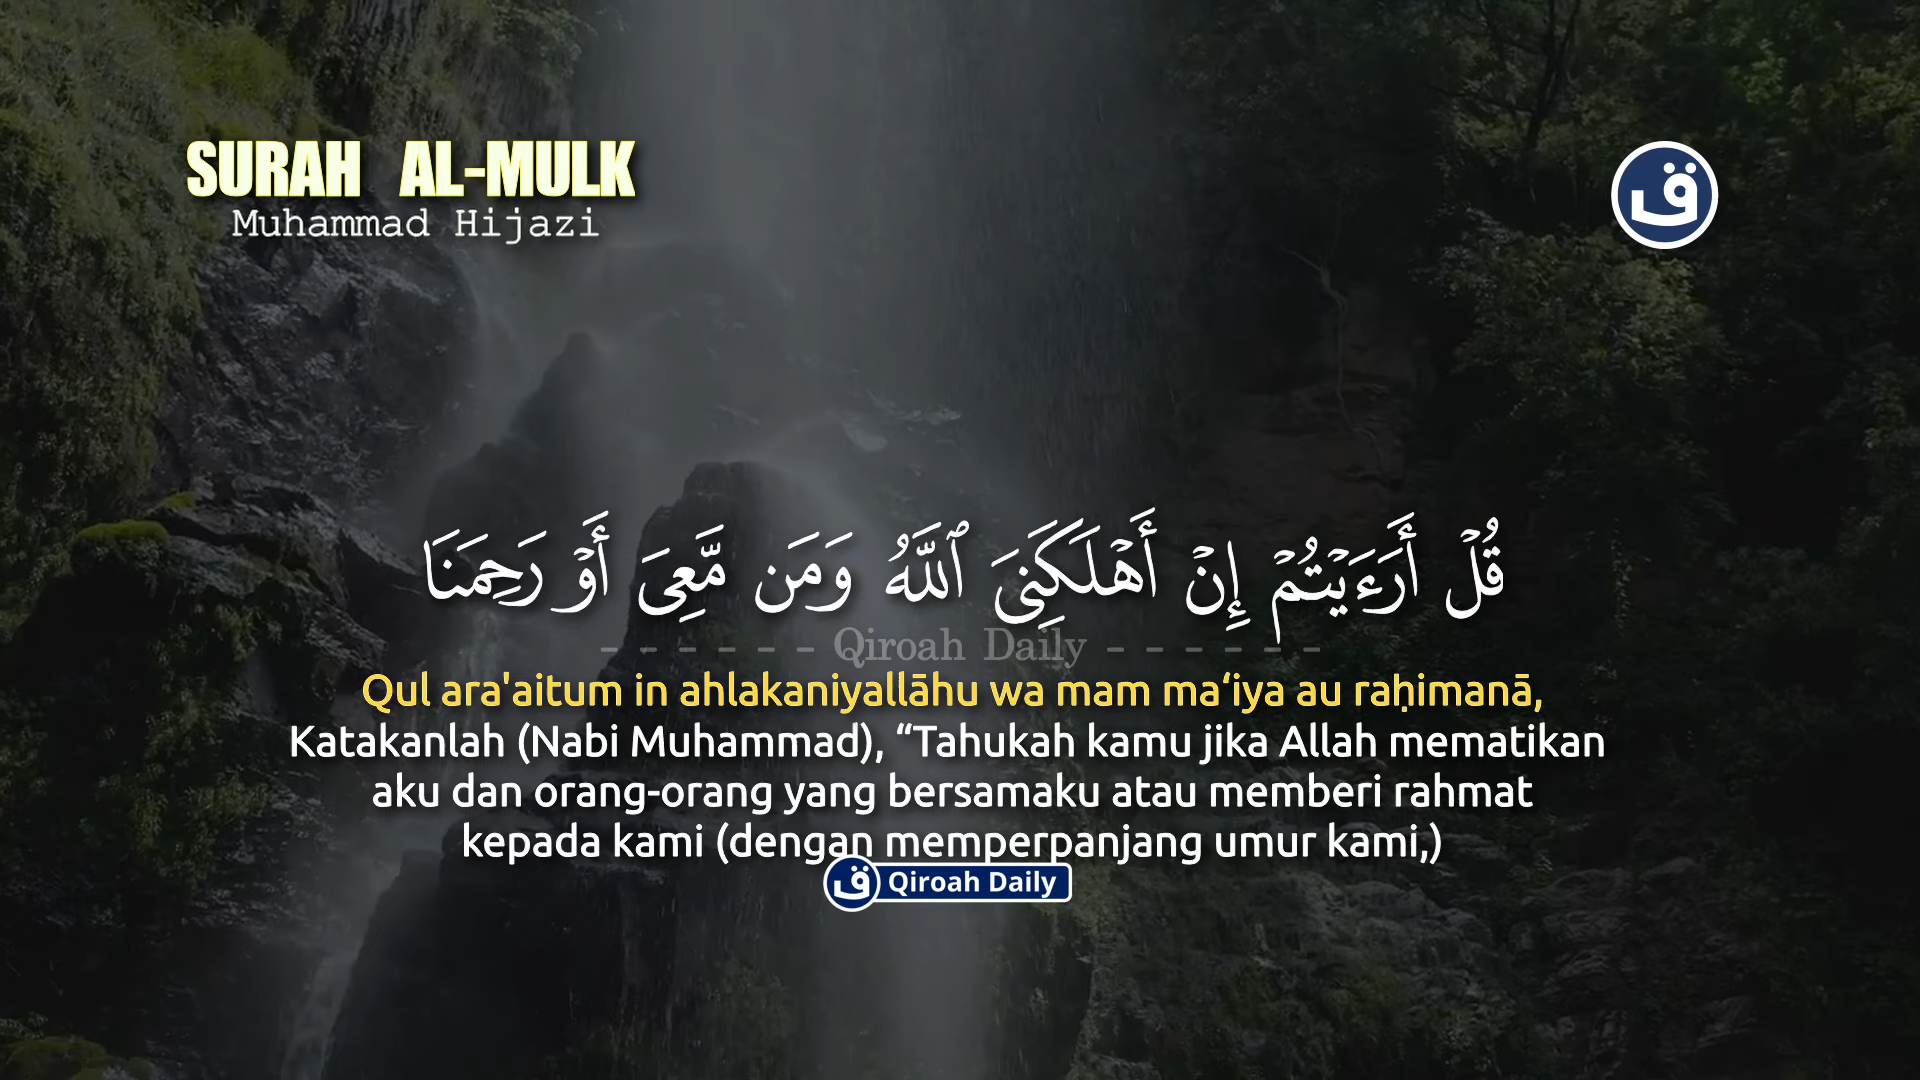 SURAH AL-MULK
Muhammad Hijazi
ق
قُلْ أَرَءَيْتُمْ إِنْ أَهْلَكَنِىَ ٱللَّهُ وَمَن مَّعِىَ أَوْ رَحِمَنَا
- - - - - - Qiroah Daily - - - - - -
Qul ara'aitum in ahlakaniyallāhu wa mam ma‘iya au raḥimanā,
Katakanlah (Nabi Muhammad), “Tahukah kamu jika Allah mematikan
aku dan orang-orang yang bersamaku atau memberi rahmat
kepada kami (dengan memperpanjang umur kami,)
ق Qiroah Daily